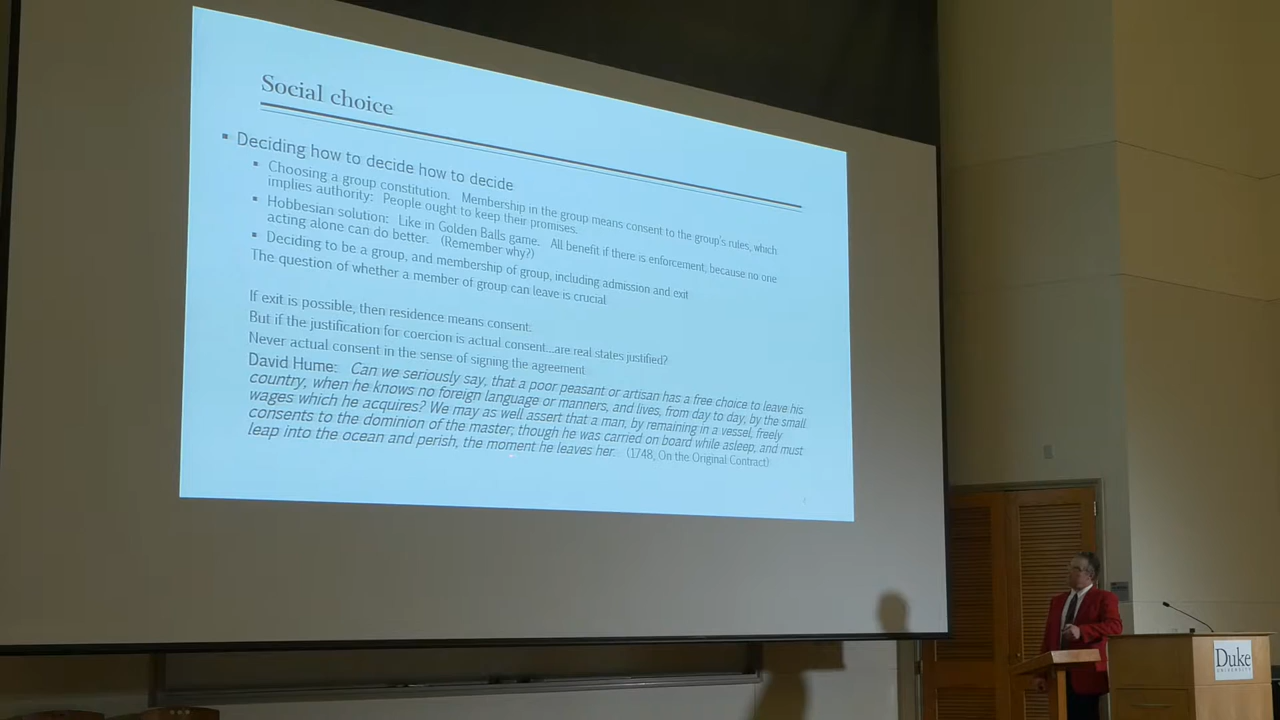 Social choice
▪ Deciding how to decide how to decide
▪ Choosing a group constitution. Membership in the group means consent to the group's rules, which
implies authority: People ought to keep their promises.
▪ Hobbesian solution: Like in Golden Balls game. All benefit if there is enforcement, because no one
acting alone can do better. (Remember why?)
▪ Deciding to be a group, and membership of group, including admission and exit
The question of whether a member of group can leave is crucial
If exit is possible, then residence means consent.
But if the justification for coercion is actual consent...are real states justified?
Never actual consent in the sense of signing the agreement
David Hume: Can we seriously say, that a poor peasant or artisan has a free choice to leave his
country, when he knows no foreign language or manners, and lives, from day to day, by the small
wages which he acquires? We may as well assert that a man, by remaining in a vessel, freely
consents to the dominion of the master; though he was carried on board while asleep, and must
leap into the ocean and perish, the moment he leaves her. (1748, On the Original Contract)
Duke
UNIVERSITY